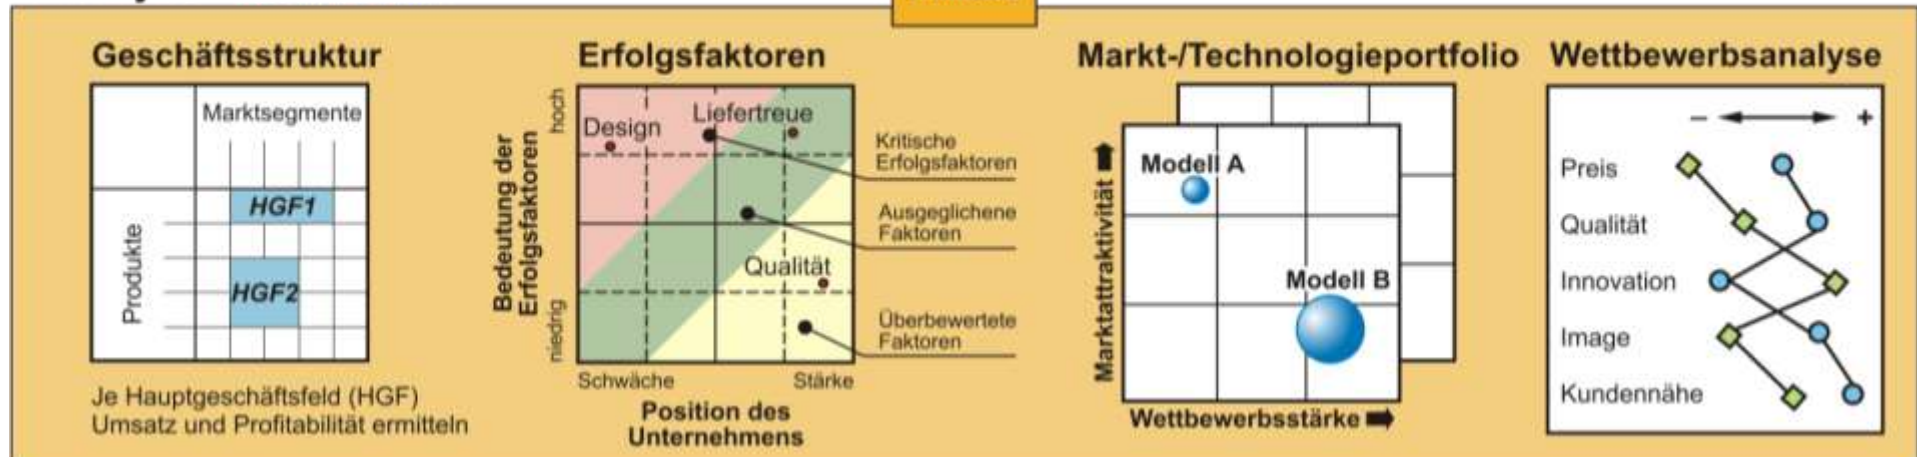 Geschäftsstruktur
Marktsegmente
Produkte
HGF1
HGF2
Je Hauptgeschäftsfeld (HGF)
Umsatz und Profitabilität ermitteln
Erfolgsfaktoren
Bedeutung der
Erfolgsfaktoren
hoch
niedrig
Design
Liefertreue
Qualität
Kritische
Erfolgsfaktoren
Ausgeglichene
Faktoren
Überbewertete
Faktoren
Schwäche
Stärke
Position des
Unternehmens
Markt-/Technologieportfolio
Marktattraktivität
Modell A
Modell B
Wettbewerbsstärke
Wettbewerbsanalyse
– +
Preis
Qualität
Innovation
Image
Kundennähe